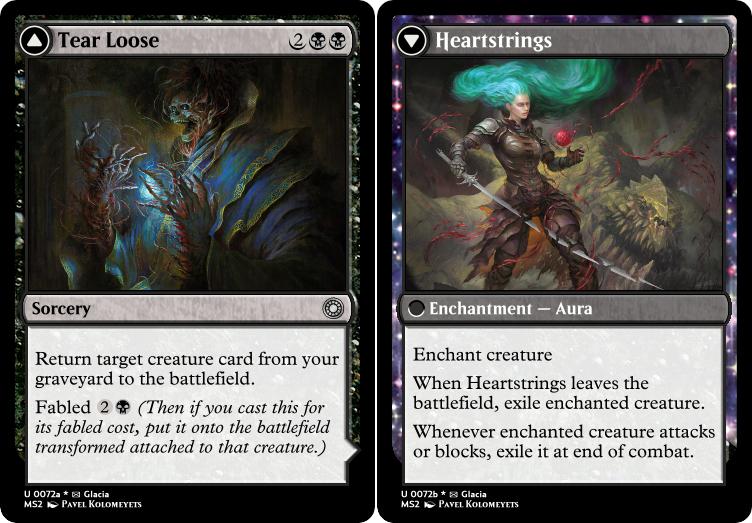 Tear Loose 2
Sorcery
Return target creature card from your
graveyard to the battlefield.
Fabled 2 (Then if you cast this for
its fabled cost, put it onto the battlefield
transformed attached to that creature.)
U 0072a * Glacia
MS2 Pavel Kolomeyets
Heartstrings
Enchantment — Aura
Enchant creature
When Heartstrings leaves the
battlefield, exile enchanted creature.
Whenever enchanted creature attacks
or blocks, exile it at end of combat.
U 0072b * Glacia
MS2 Pavel Kolomeyets